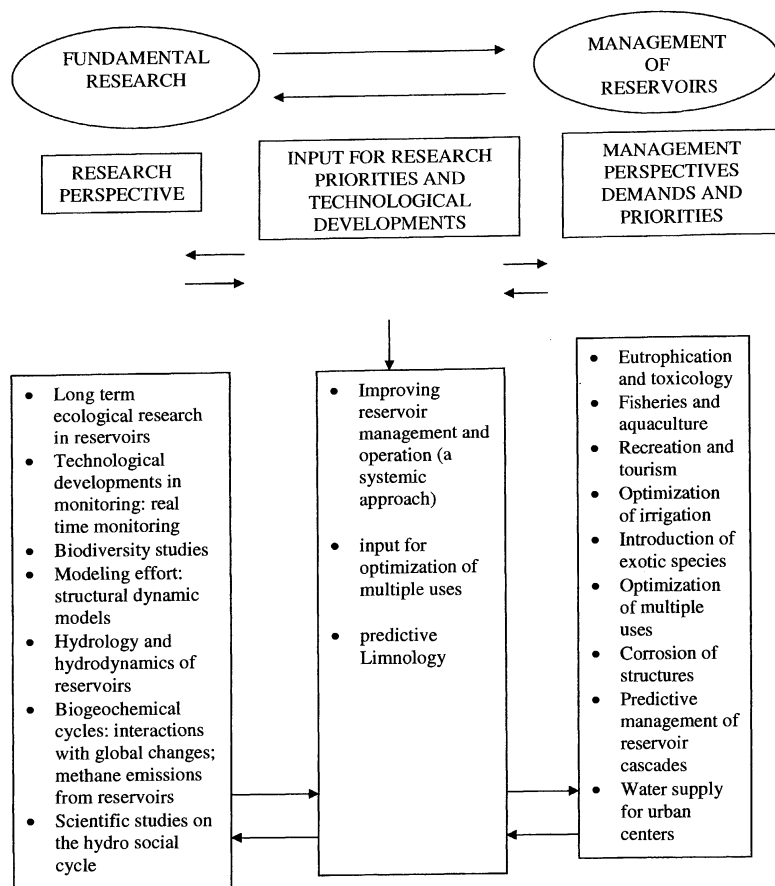 FUNDAMENTAL
RESEARCH
MANAGEMENT
OF
RESERVOIRS
RESEARCH
PERSPECTIVE
INPUT FOR RESEARCH
PRIORITIES AND
TECHNOLOGICAL
DEVELOPMENTS
MANAGEMENT
PERSPECTIVES
DEMANDS AND
PRIORITIES
• Long term
ecological research
in reservoirs
• Technological
developments in
monitoring: real
time monitoring
• Biodiversity studies
• Modeling effort:
structural dynamic
models
• Hydrology and
hydrodynamics of
reservoirs
• Biogeochemical
cycles: interactions
with global changes;
methane emissions
from reservoirs
• Scientific studies on
the hydro social
cycle
• Improving
reservoir
management and
operation (a
systemic
approach)
• input for
optimization of
multiple uses
• predictive
Limnology
• Eutrophication
and toxicology
• Fisheries and
aquaculture
• Recreation and
tourism
• Optimization
of irrigation
• Introduction of
exotic species
• Optimization
of multiple
uses
• Corrosion of
structures
• Predictive
management of
reservoir
cascades
• Water supply
for urban
centers